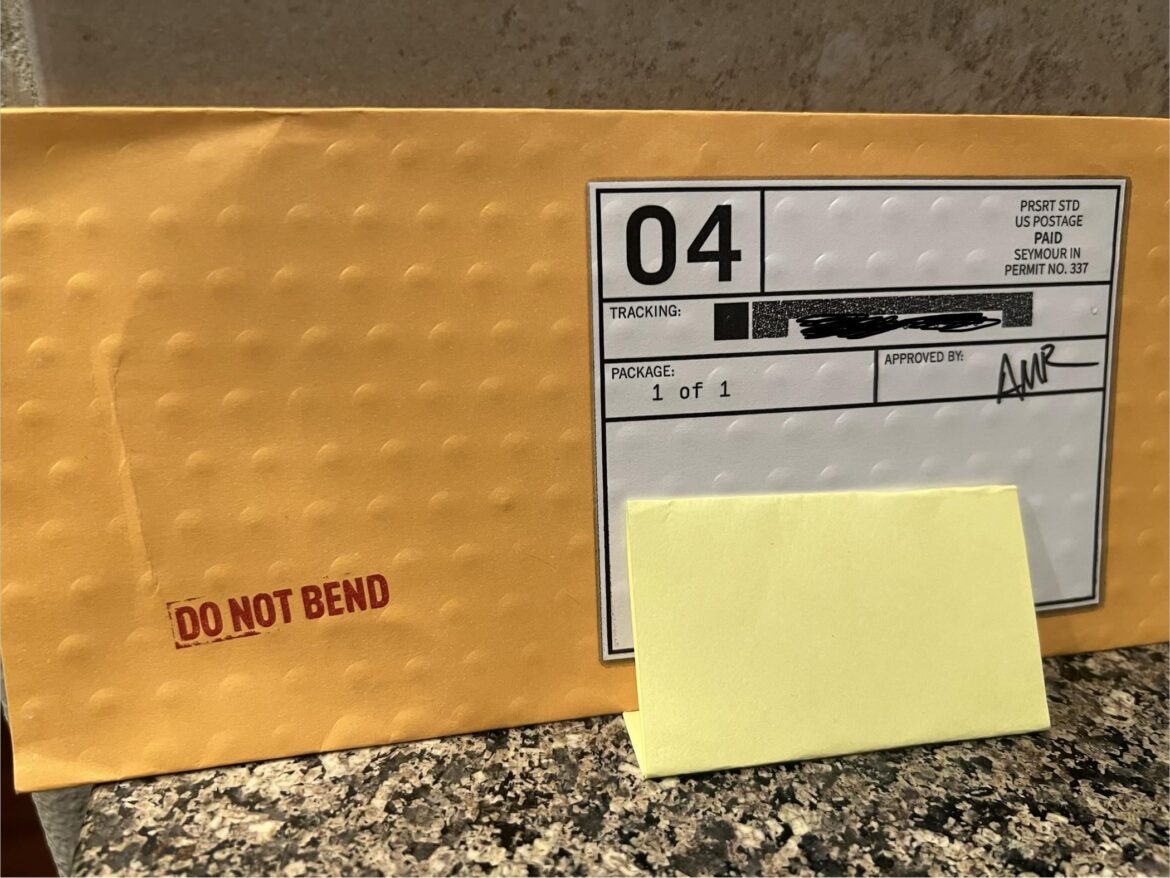 04
PRSRT STD
US POSTAGE
PAID
SEYMOUR IN
PERMIT NO. 337
TRACKING:
PACKAGE:
1 of 1
APPROVED BY:
AMR
DO NOT BEND